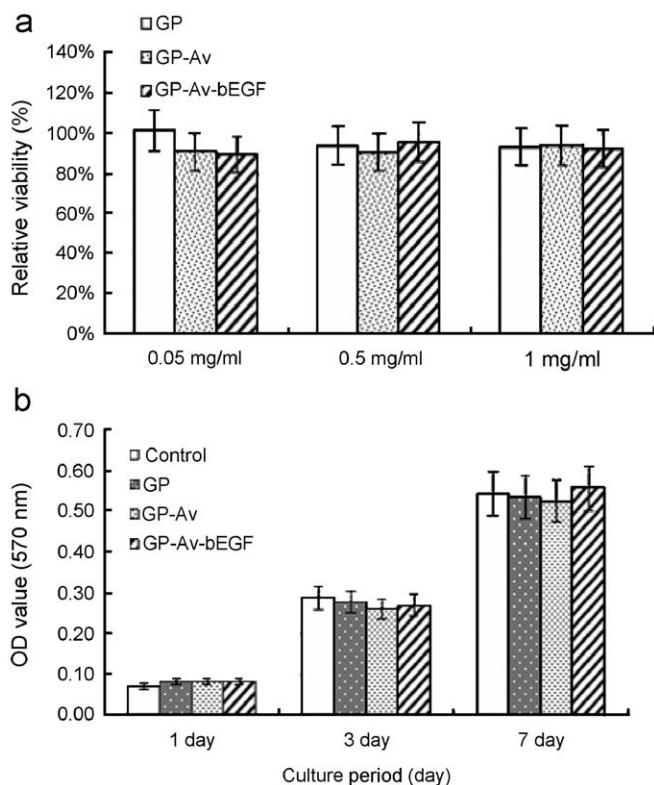 a
GP
GP-Av
GP-Av-bEGF
140%
120%
100%
80%
60%
40%
20%
0%
Relative viability (%)
0.05 mg/ml
0.5 mg/ml
1 mg/ml
b
0.70
0.60
0.50
0.40
0.30
0.20
0.10
0.00
OD value (570 nm)
Control
GP
GP-Av
GP-Av-bEGF
1 day
3 day
7 day
Culture period (day)